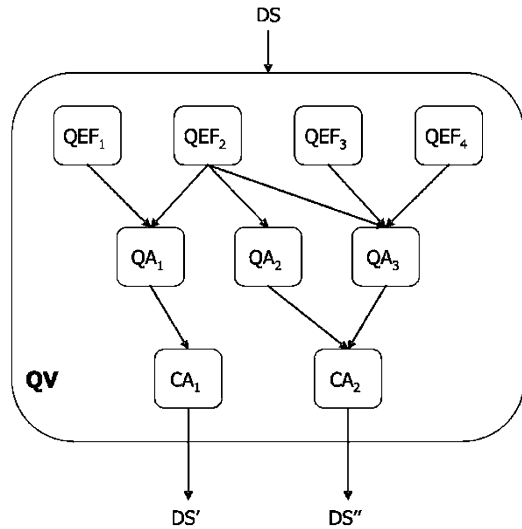 DS
QEF₁ QEF₂ QEF₃ QEF₄
QA₁ QA₂ QA₃
QV CA₁ CA₂
DS' DS"